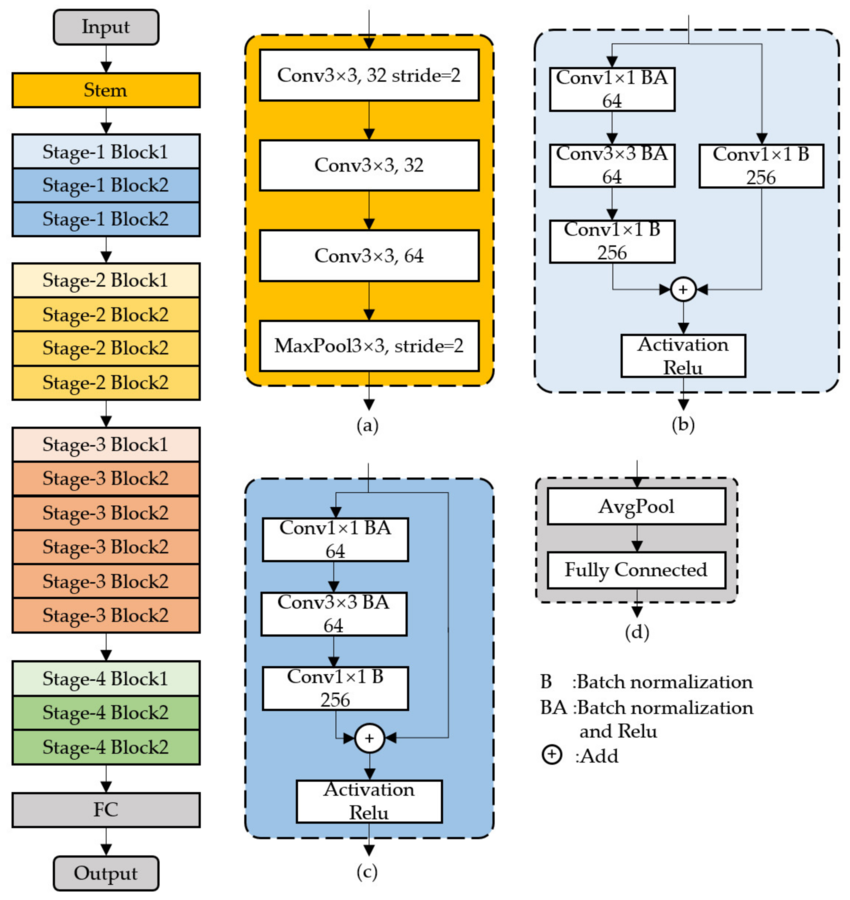 Input
Stem
Stage-1 Block1
Stage-1 Block2
Stage-1 Block2
Stage-2 Block1
Stage-2 Block2
Stage-2 Block2
Stage-2 Block2
Stage-3 Block1
Stage-3 Block2
Stage-3 Block2
Stage-3 Block2
Stage-3 Block2
Stage-3 Block2
Stage-4 Block1
Stage-4 Block2
Stage-4 Block2
FC
Output
Conv3×3, 32 stride=2
Conv3×3, 32
Conv3×3, 64
MaxPool3×3, stride=2
(a)
Conv1×1 BA
64
Conv3×3 BA
64
Conv1×1 B
256
Conv1×1 B
256
+
Activation
Relu
(b)
Conv1×1 BA
64
Conv3×3 BA
64
Conv1×1 B
256
+
Activation
Relu
(c)
AvgPool
Fully Connected
(d)
B :Batch normalization
BA :Batch normalization
and Relu
+ :Add